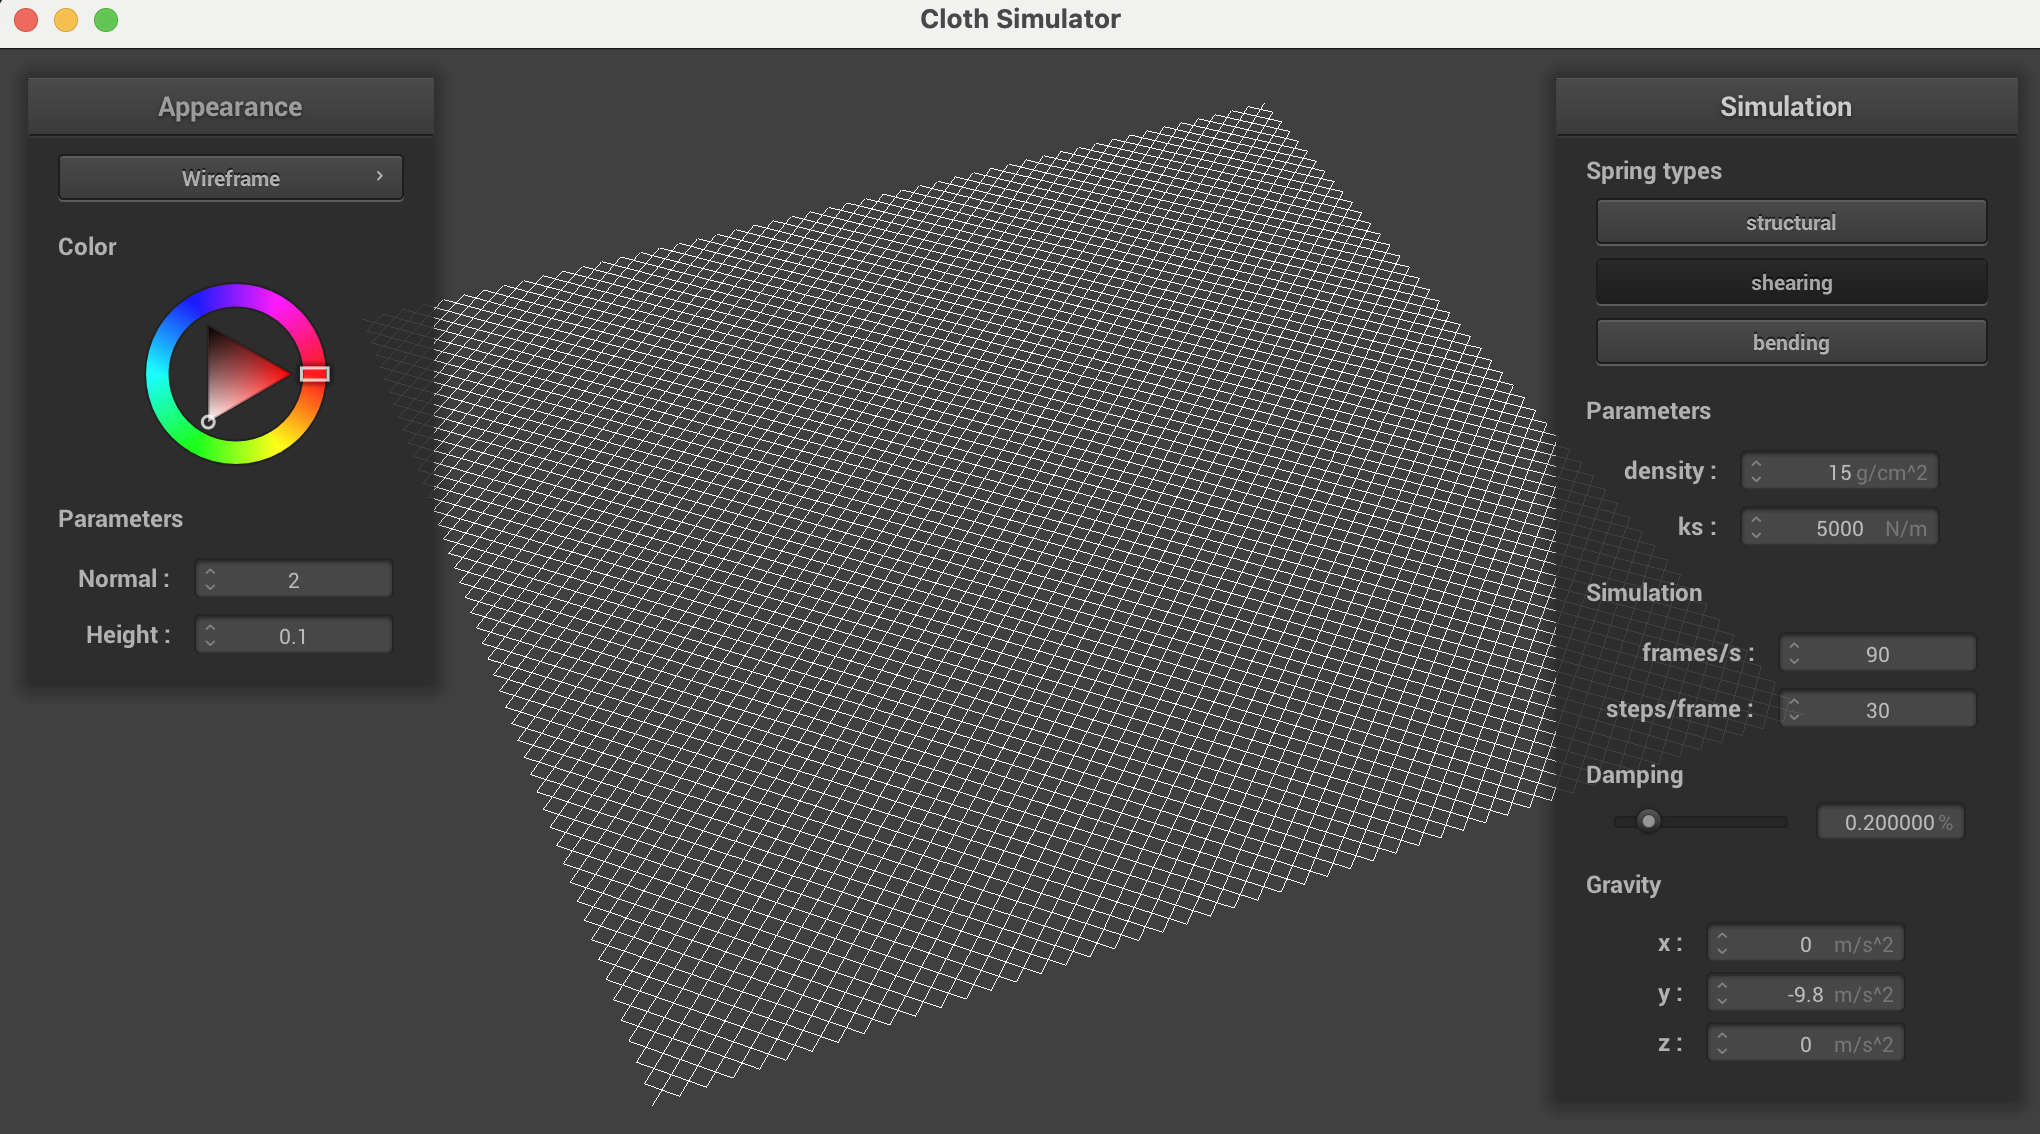 Cloth Simulator
Appearance
Wireframe
Color
Parameters
Normal : 2
Height : 0.1
Simulation
Spring types
structural
shearing
bending
Parameters
density : 15 g/cm^2
ks : 5000 N/m
Simulation
frames/s : 90
steps/frame : 30
Damping
0.200000 %
Gravity
x : 0 m/s^2
y : -9.8 m/s^2
z : 0 m/s^2